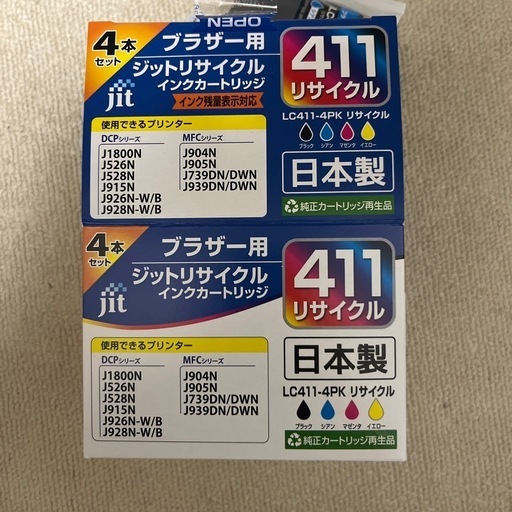 OPEN
4本
セット
jit
ブラザー用
ジットリサイクル
インクカートリッジ
インク残量表示対応
411
リサイクル
LC411-4PK リサイクル
ブラック シアン マゼンタ イエロー
使用できるプリンター
DCPシリーズ
J1800N
J526N
J528N
J915N
J926N-W/B
J928N-W/B
MFCシリーズ
J904N
J905N
J739DN/DWN
J939DN/DWN
日本製
純正カートリッジ再生品
4本
セット
jit
ブラザー用
ジットリサイクル
インクカートリッジ
411
リサイクル
使用できるプリンター
DCPシリーズ
J1800N
J526N
J528N
J915N
J926N-W/B
J928N-W/B
MFCシリーズ
J904N
J905N
J739DN/DWN
J939DN/DWN
日本製
LC411-4PK リサイクル
ブラック シアン マゼンタ イエロー
純正カートリッジ再生品